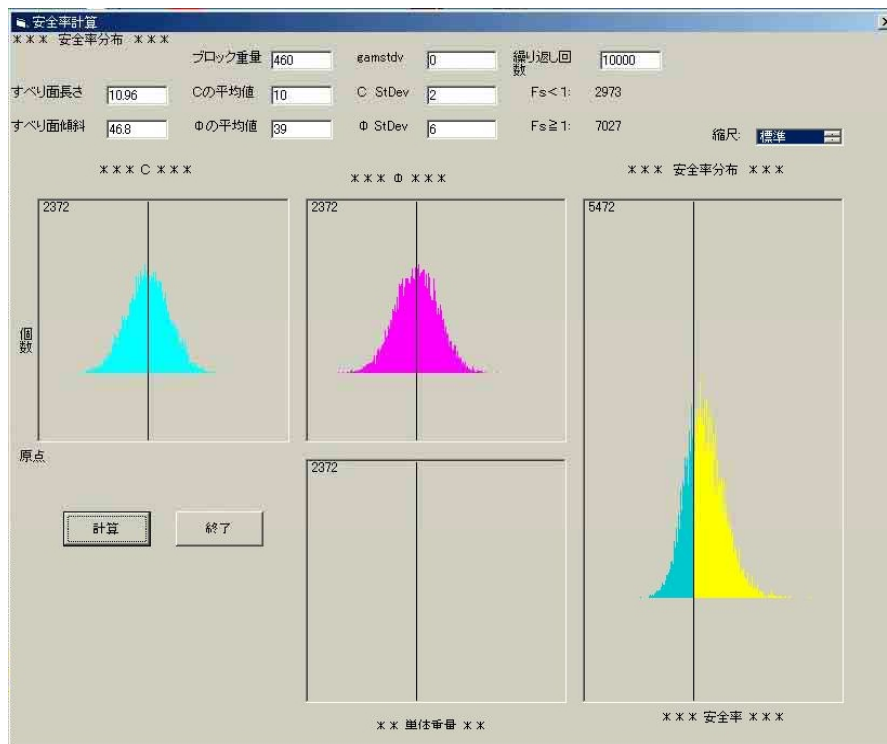 安全率計算
*** 安全率分布 ***
ブロック重量 460 gamstdv 0 繰り返し回数 10000
すべり面長さ 10.96 Cの平均値 10 C StDev 2 Fs<1: 2973
すべり面傾斜 46.8 Φの平均値 39 Φ StDev 6 Fs≧1: 7027
縮尺: 標準
*** C ***
*** Φ ***
*** 安全率分布 ***
2372
2372
5472
個数
原点
2372
計算
終了
** 単体重量 **
*** 安全率 ***